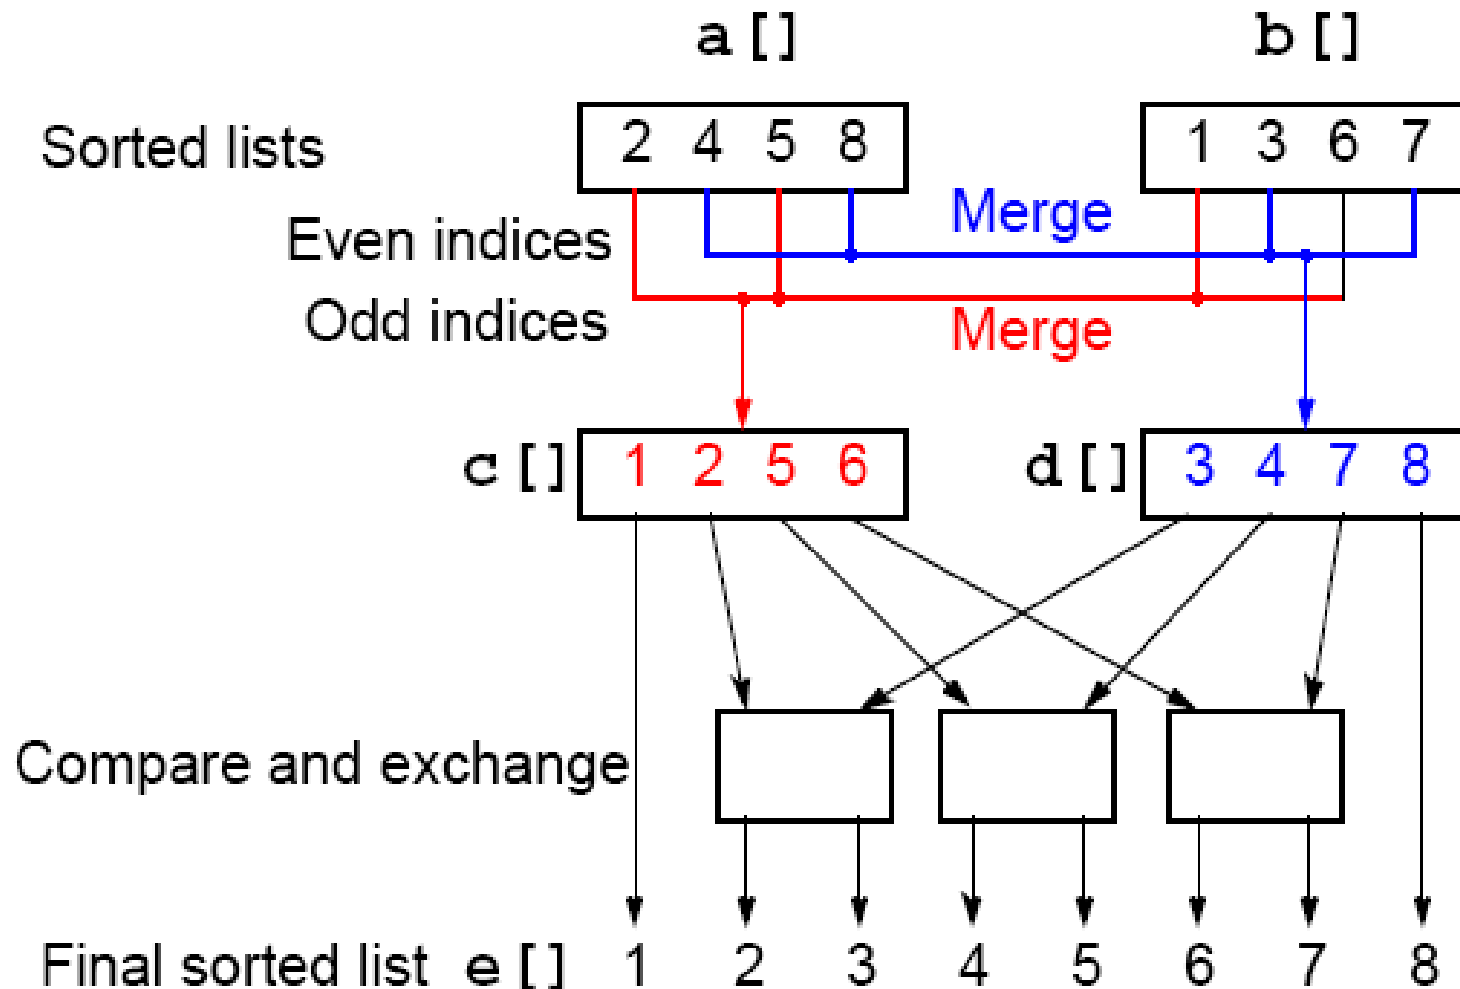 a[] b[]
Sorted lists 2 4 5 8 1 3 6 7
Merge
Even indices
Odd indices
Merge
c[] 1 2 5 6 d[] 3 4 7 8
Compare and exchange
Final sorted list e[] 1 2 3 4 5 6 7 8